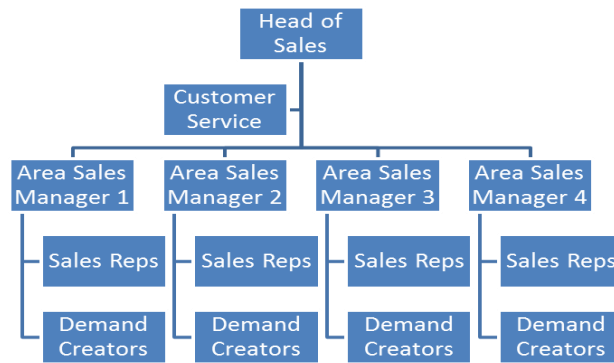 Head of
Sales
Customer
Service
Area Sales
Manager 1
Area Sales
Manager 2
Area Sales
Manager 3
Area Sales
Manager 4
Sales Reps
Sales Reps
Sales Reps
Sales Reps
Demand
Creators
Demand
Creators
Demand
Creators
Demand
Creators